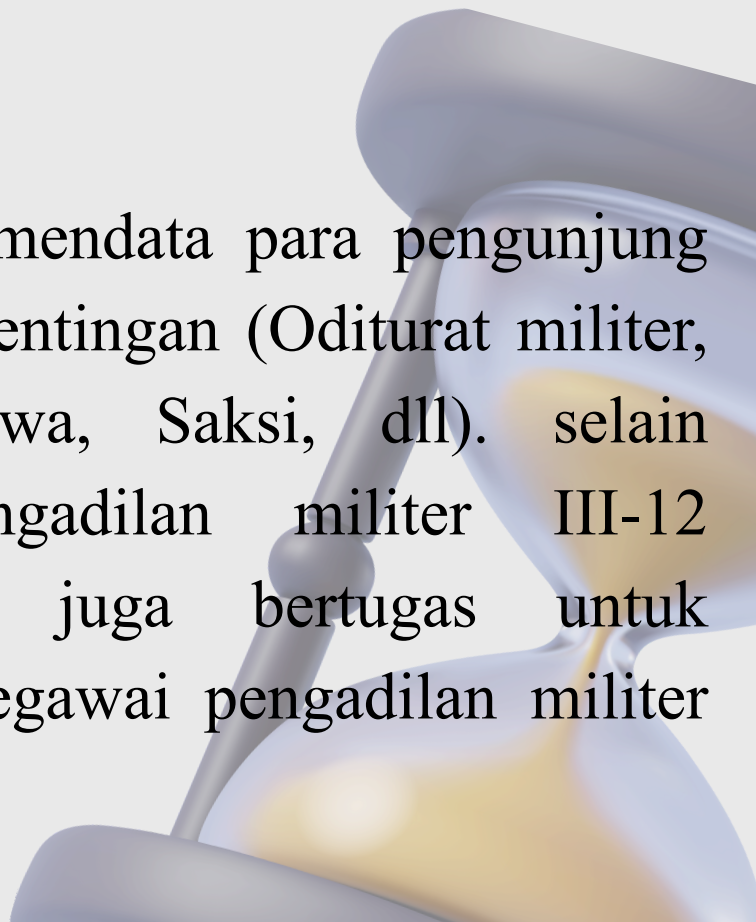 mendata para pengunjung
entingan (Oditurat militer,
wa, Saksi, dll). selain
ngadilan militer III-12
juga bertugas untuk
egawai pengadilan militer